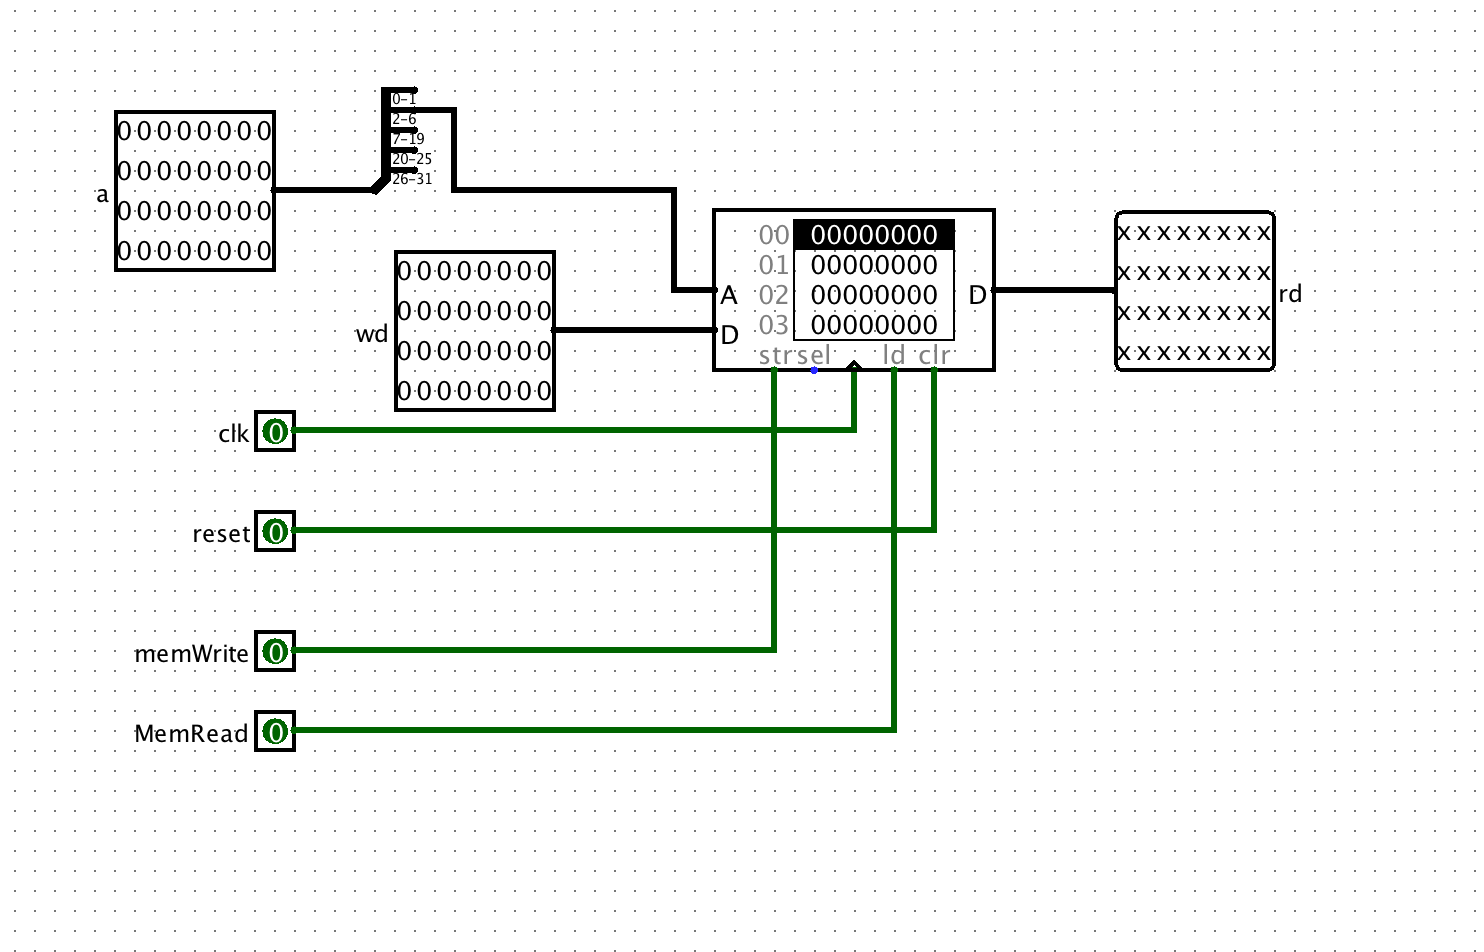 0-1
2-6
7-19
20-25
26-31
a
00000000
00000000
00000000
00000000
wd
00000000
00000000
00000000
00000000
00 00000000
01 00000000
02 00000000
03 00000000
A
D
D
str sel ld clr
xxxxxxxx
xxxxxxxx
xxxxxxxx
xxxxxxxx
rd
clk 0
reset 0
memWrite 0
MemRead 0